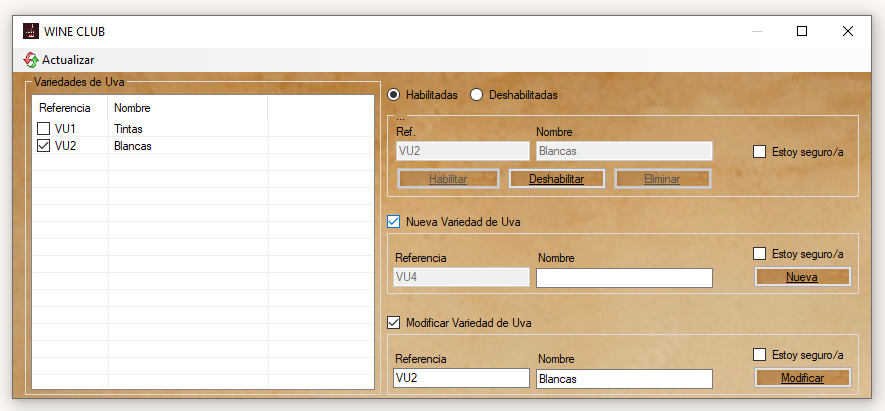 WINE CLUB
Actualizar
Variedades de Uva
Referencia Nombre
VU1 Tintas
VU2 Blancas
Habilitadas Deshabilitadas
...
Ref. Nombre
VU2 Blancas Estoy seguro/a
Habilitar Deshabilitar Eliminar
Nueva Variedad de Uva
Referencia Nombre Estoy seguro/a
VU4 Nueva
Modificar Variedad de Uva
Referencia Nombre Estoy seguro/a
VU2 Blancas Modificar